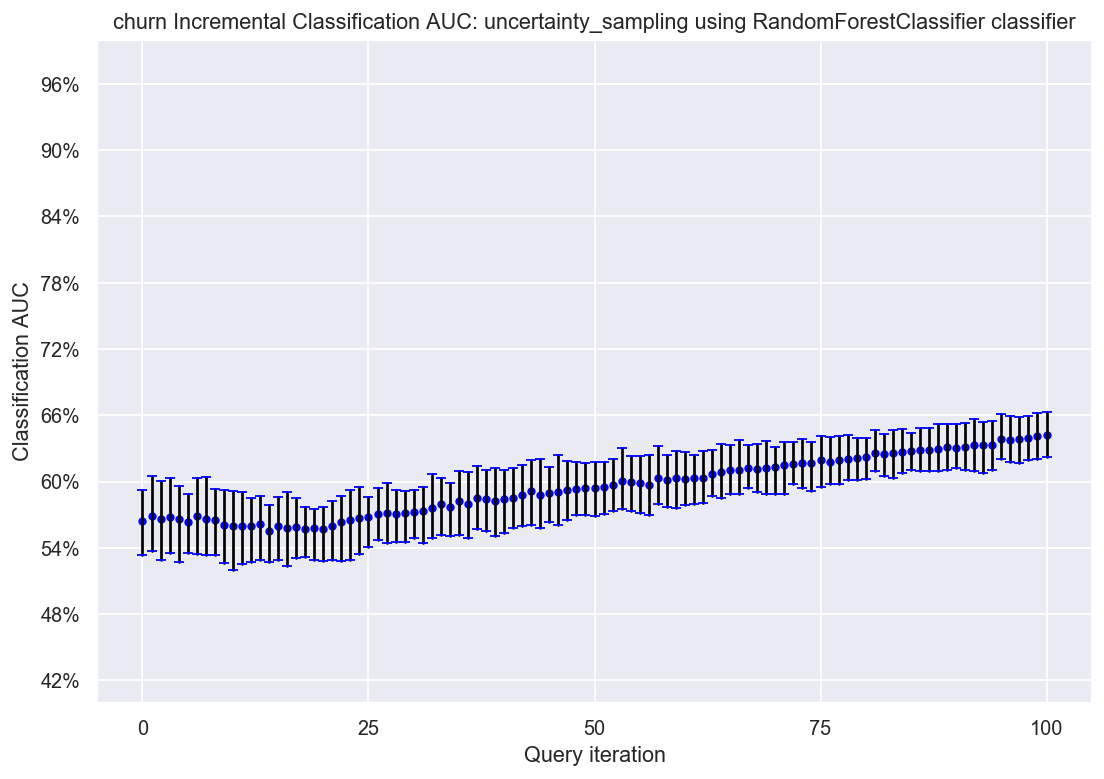 churn Incremental Classification AUC: uncertainty_sampling using RandomForestClassifier classifier
96%
90%
84%
78%
72%
66%
60%
54%
48%
42%
Classification AUC
0 25 50 75 100
Query iteration